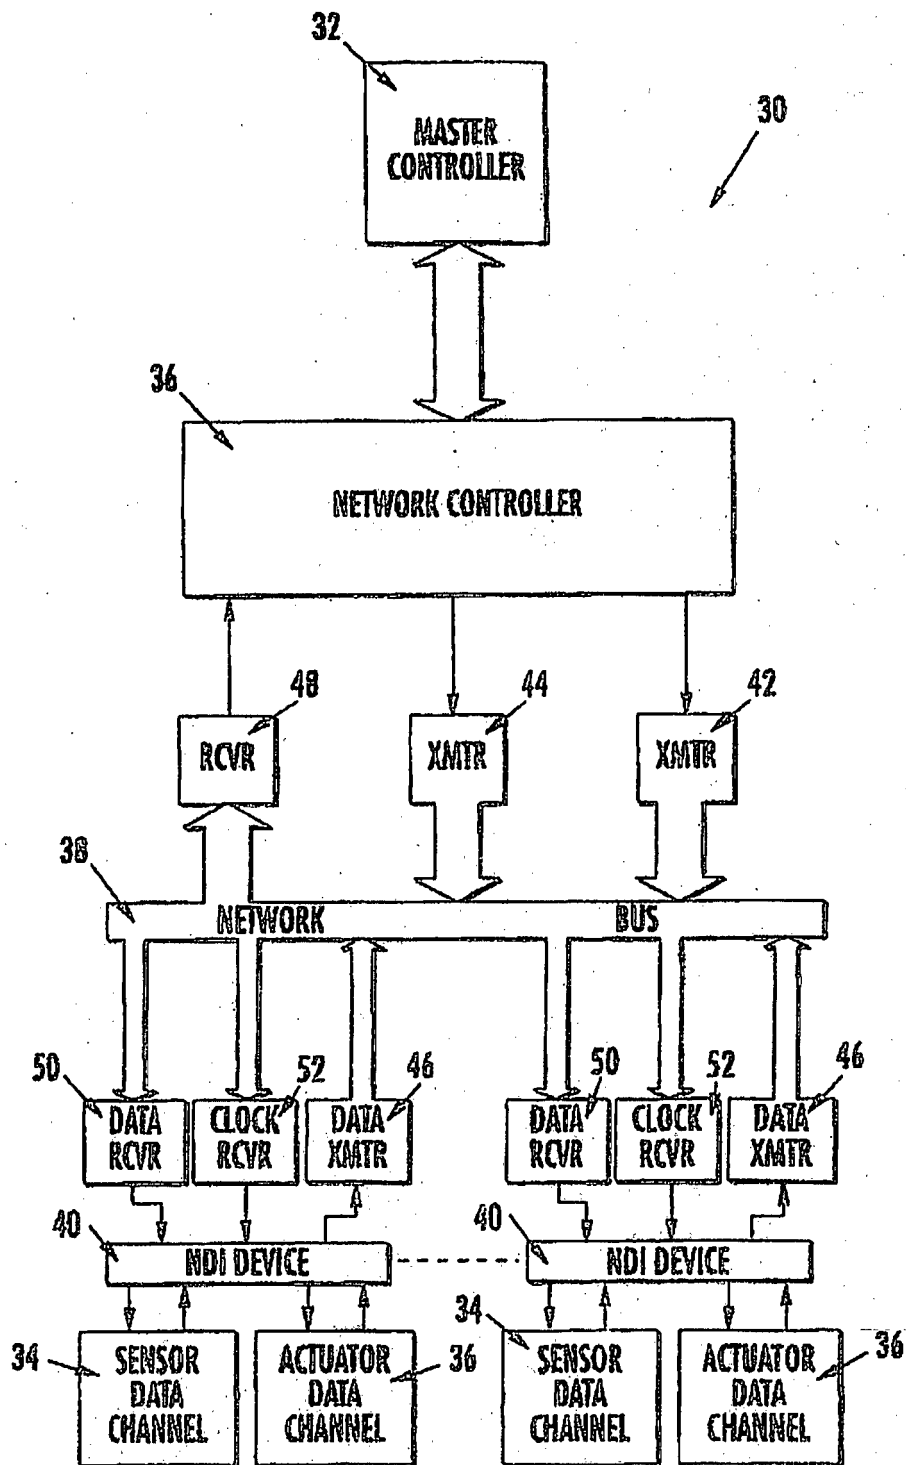 32
30
MASTER
CONTROLLER
36
NETWORK CONTROLLER
48
44
42
RCVR
XMTR
XMTR
38
NETWORK BUS
50
52
46
50
52
46
DATA
RCVR
CLOCK
RCVR
DATA
XMTR
DATA
RCVR
CLOCK
RCVR
DATA
XMTR
40
NDI DEVICE
40
NDI DEVICE
34
SENSOR
DATA
CHANNEL
ACTUATOR
DATA
CHANNEL
36
34
SENSOR
DATA
CHANNEL
ACTUATOR
DATA
CHANNEL
36